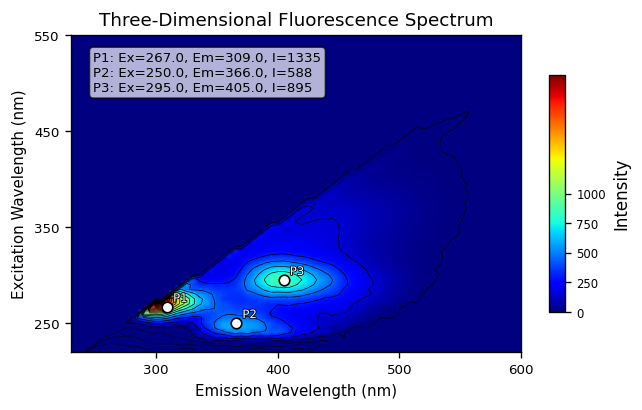 Three-Dimensional Fluorescence Spectrum
550
450
350
250
Excitation Wavelength (nm)
P1: Ex=267.0, Em=309.0, I=1335
P2: Ex=250.0, Em=366.0, I=588
P3: Ex=295.0, Em=405.0, I=895
P3
P1
P2
300
400
500
600
Emission Wavelength (nm)
1000
750
500
250
0
Intensity